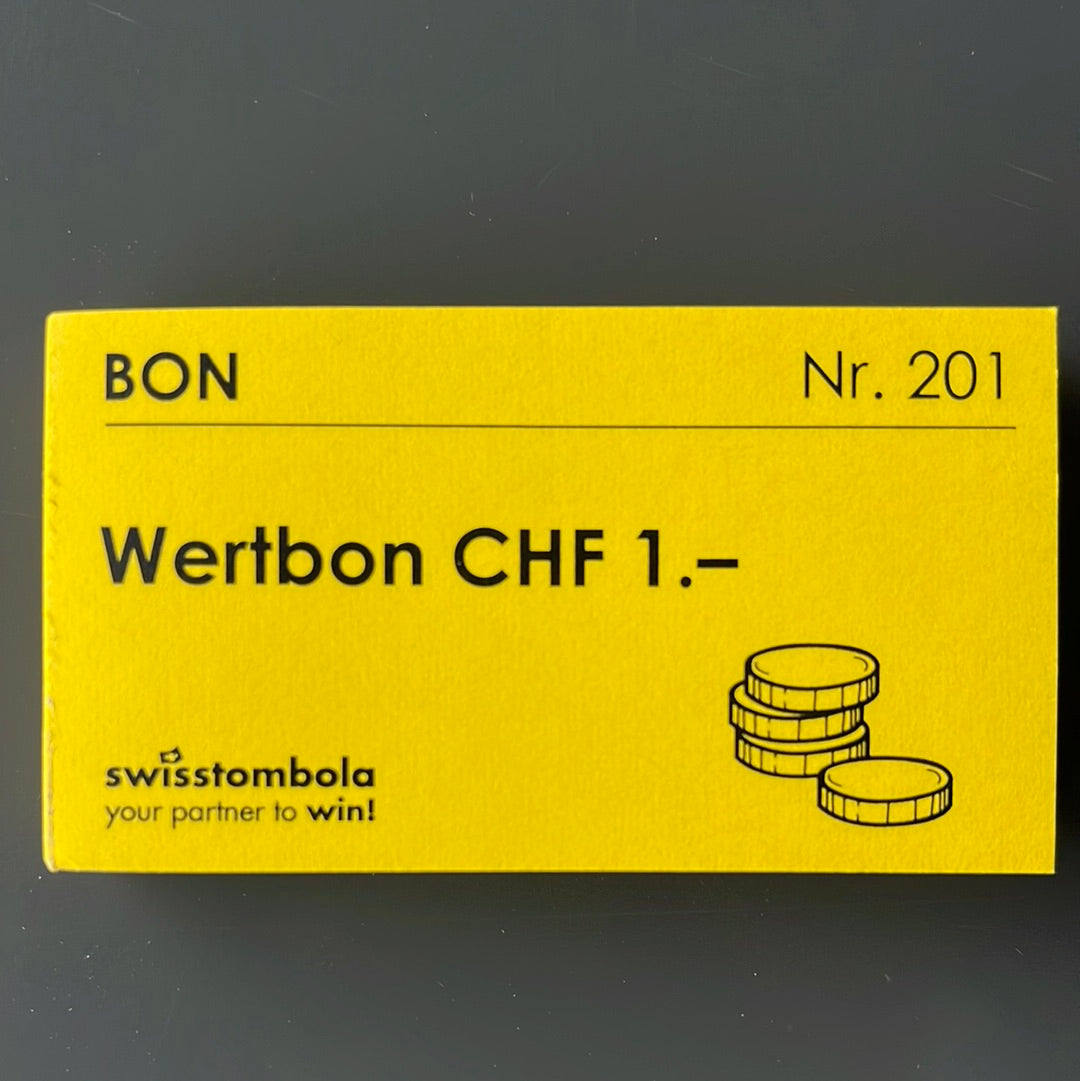 BON Nr. 201
Wertbon CHF 1.–
swisstombola
your partner to win!